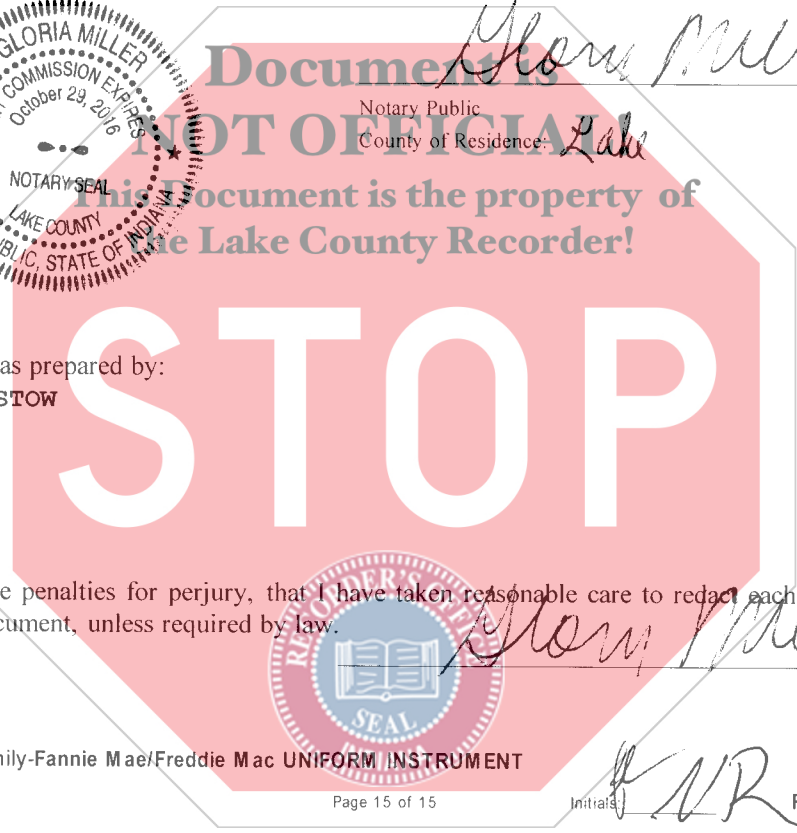 GLORIA MILLER
COMMISSION EXPIRES
October 29, 2016
NOTARY SEAL
LAKE COUNTY
BLIC, STATE OF INDIANA
Document is
NOT OFFICIAL
This Document is the property of
the Lake County Recorder!
Notary Public
County of Residence: Lake
as prepared by:
STOW
STOP
e penalties for perjury, that I have taken reasonable care to redact each
cument, unless required by law.
RECORDER'S OFFICE
SEAL
nily-Fannie Mae/Freddie Mac UNIFORM INSTRUMENT
Page 15 of 15
Initials: